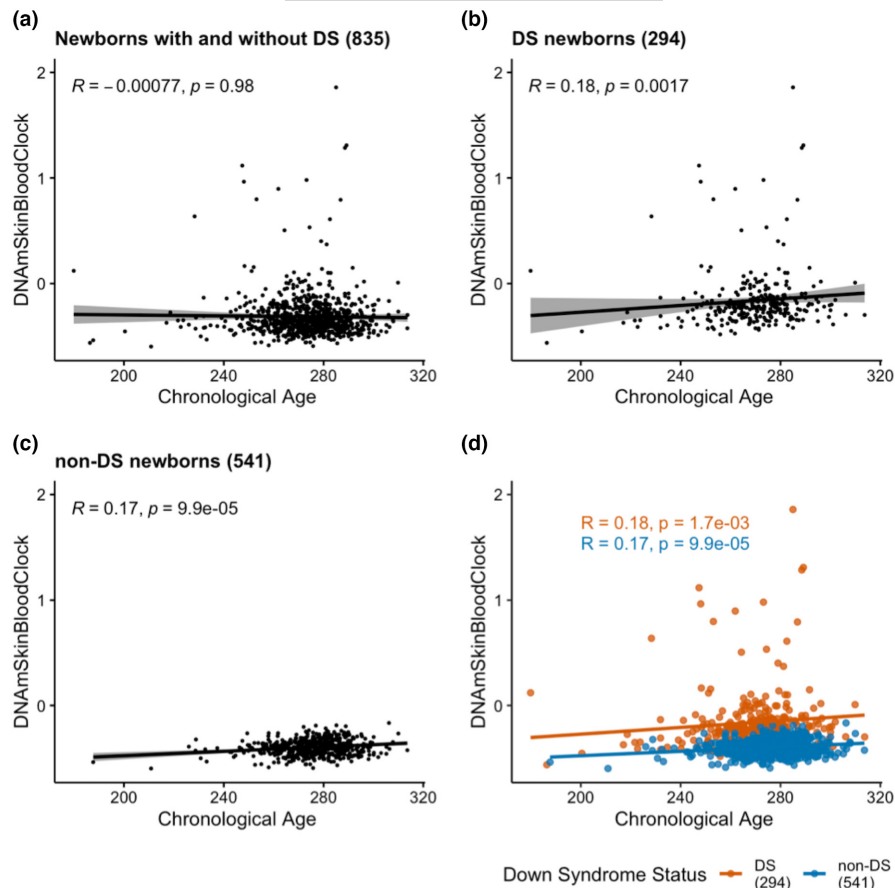 (a)
Newborns with and without DS (835)
R = −0.00077, p = 0.98
DNAmSkinBloodClock
2
1
0
200 240 280 320
Chronological Age
(b)
DS newborns (294)
R = 0.18, p = 0.0017
DNAmSkinBloodClock
2
1
0
200 240 280 320
Chronological Age
(c)
non-DS newborns (541)
R = 0.17, p = 9.9e-05
DNAmSkinBloodClock
2
1
0
200 240 280 320
Chronological Age
(d)
R = 0.18, p = 1.7e-03
R = 0.17, p = 9.9e-05
DNAmSkinBloodClock
2
1
0
200 240 280 320
Chronological Age
Down Syndrome Status
DS
(294)
non-DS
(541)